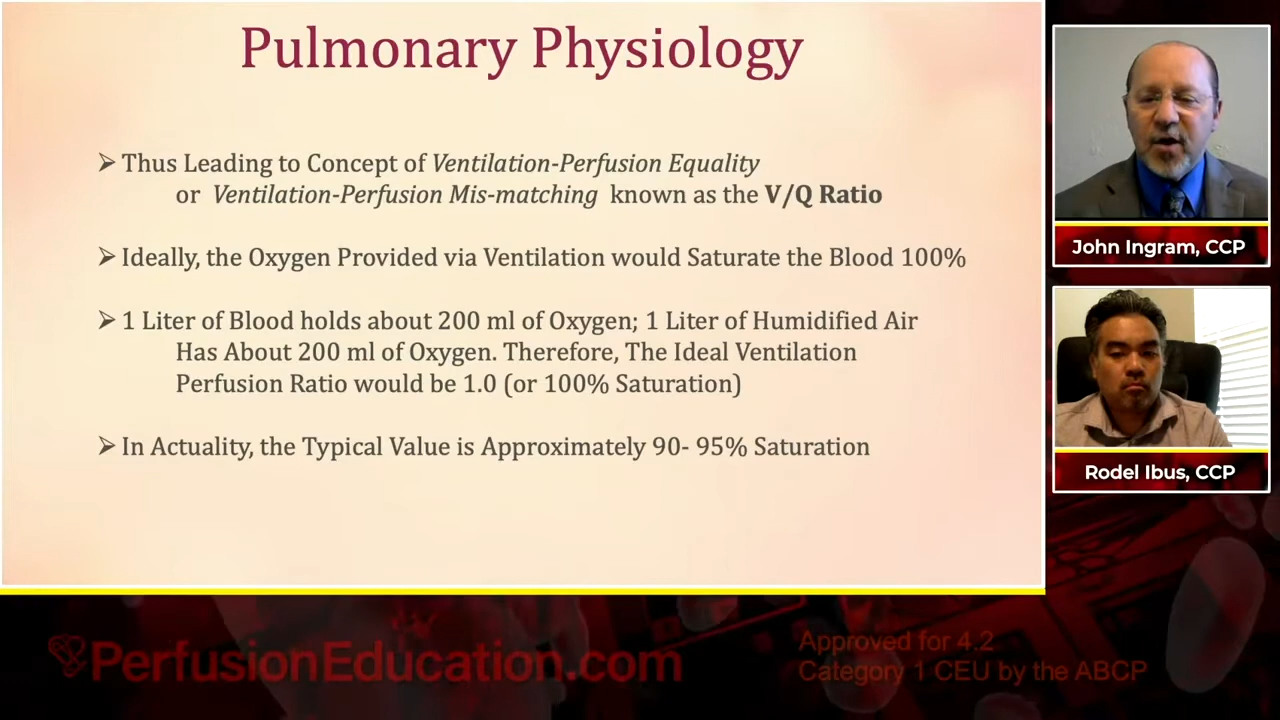 Pulmonary Physiology
➢ Thus Leading to Concept of Ventilation-Perfusion Equality
or Ventilation-Perfusion Mis-matching known as the V/Q Ratio
➢ Ideally, the Oxygen Provided via Ventilation would Saturate the Blood 100%
➢ 1 Liter of Blood holds about 200 ml of Oxygen; 1 Liter of Humidified Air
Has About 200 ml of Oxygen. Therefore, The Ideal Ventilation
Perfusion Ratio would be 1.0 (or 100% Saturation)
➢ In Actuality, the Typical Value is Approximately 90- 95% Saturation
John Ingram, CCP
Rodel Ibus, CCP
PerfusionEducation.com
Approved for 4.2
Category 1 CEU by the ABCP